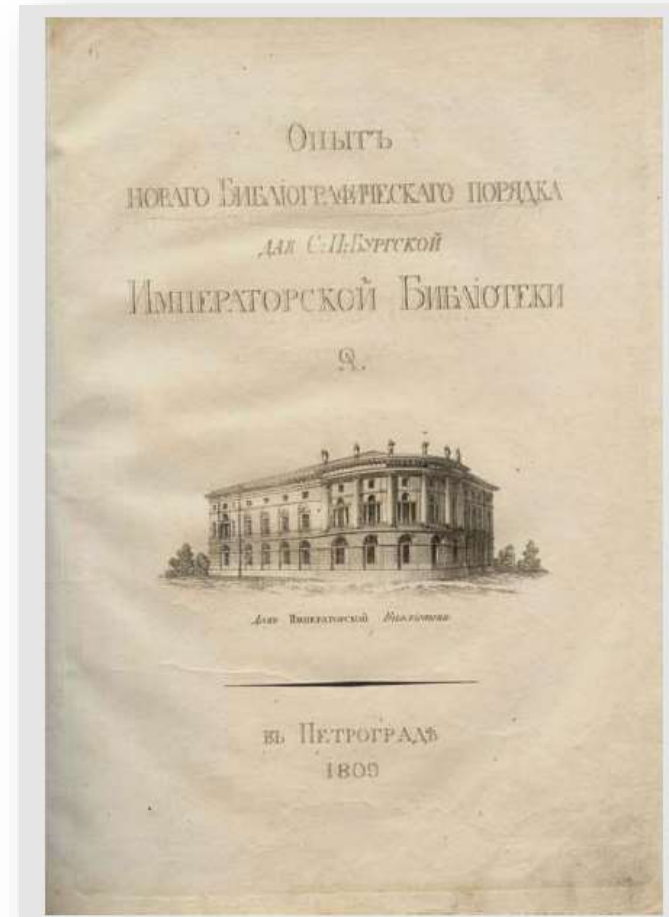 Опытъ
новаго Библіографическаго порядка
для С: П: Бургской
Императорской Библіотеки
Домъ Императорской Библіотеки
въ Петроградѣ
1809